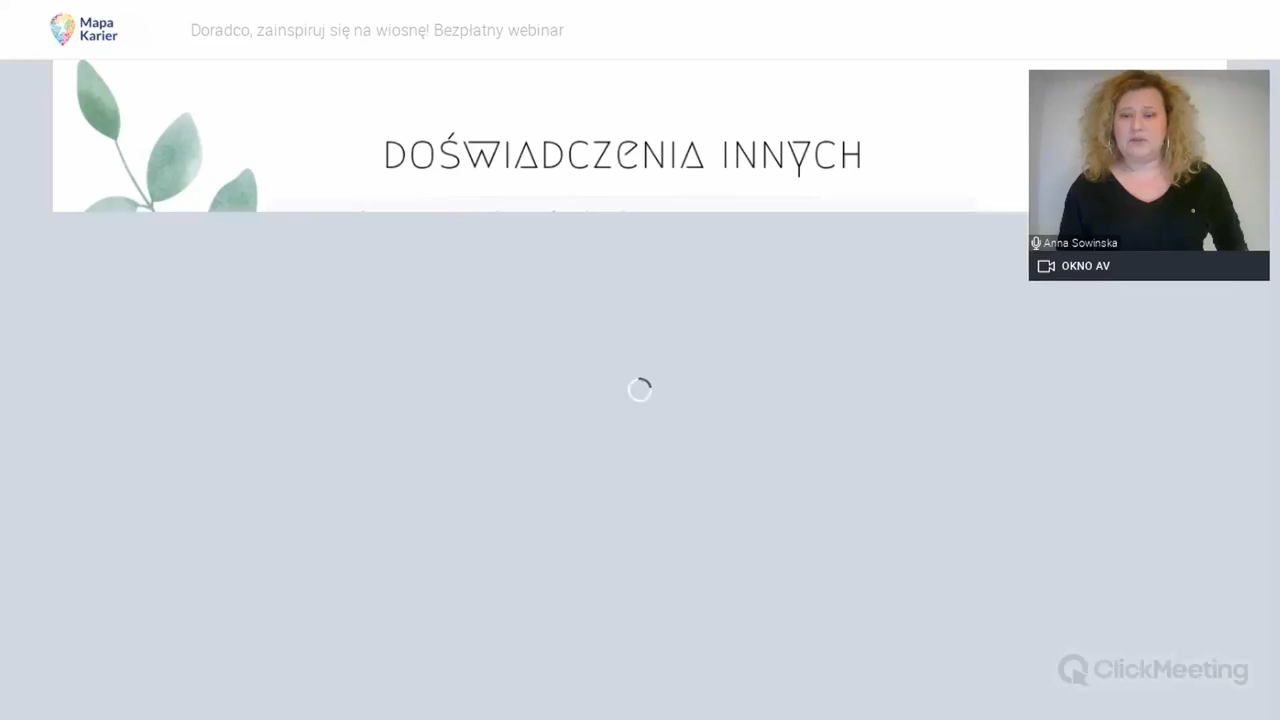 Mapa
Karier
Doradco, zainspiruj się na wiosnę! Bezpłatny webinar
DOŚWIADCZENIA INNYCH
Anna Sowinska
OKNO AV
ClickMeeting